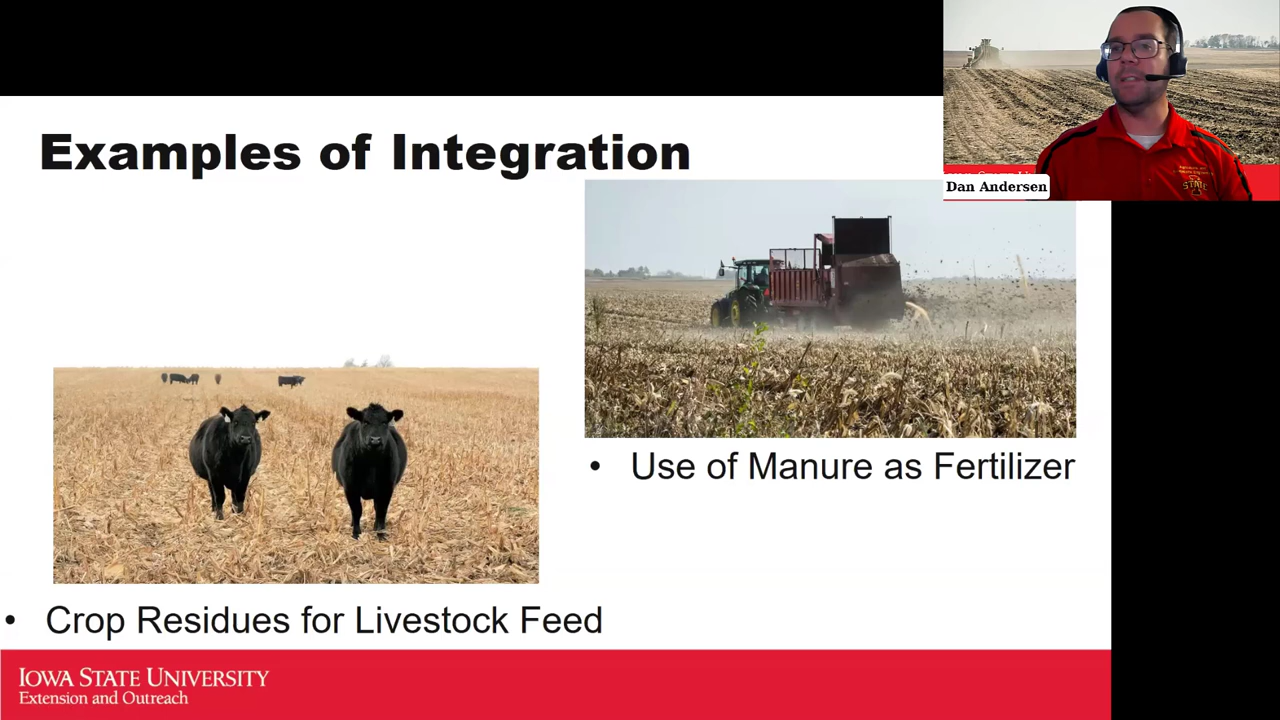 Examples of Integration
Dan Andersen
STATE
• Use of Manure as Fertilizer
• Crop Residues for Livestock Feed
IOWA STATE UNIVERSITY
Extension and Outreach